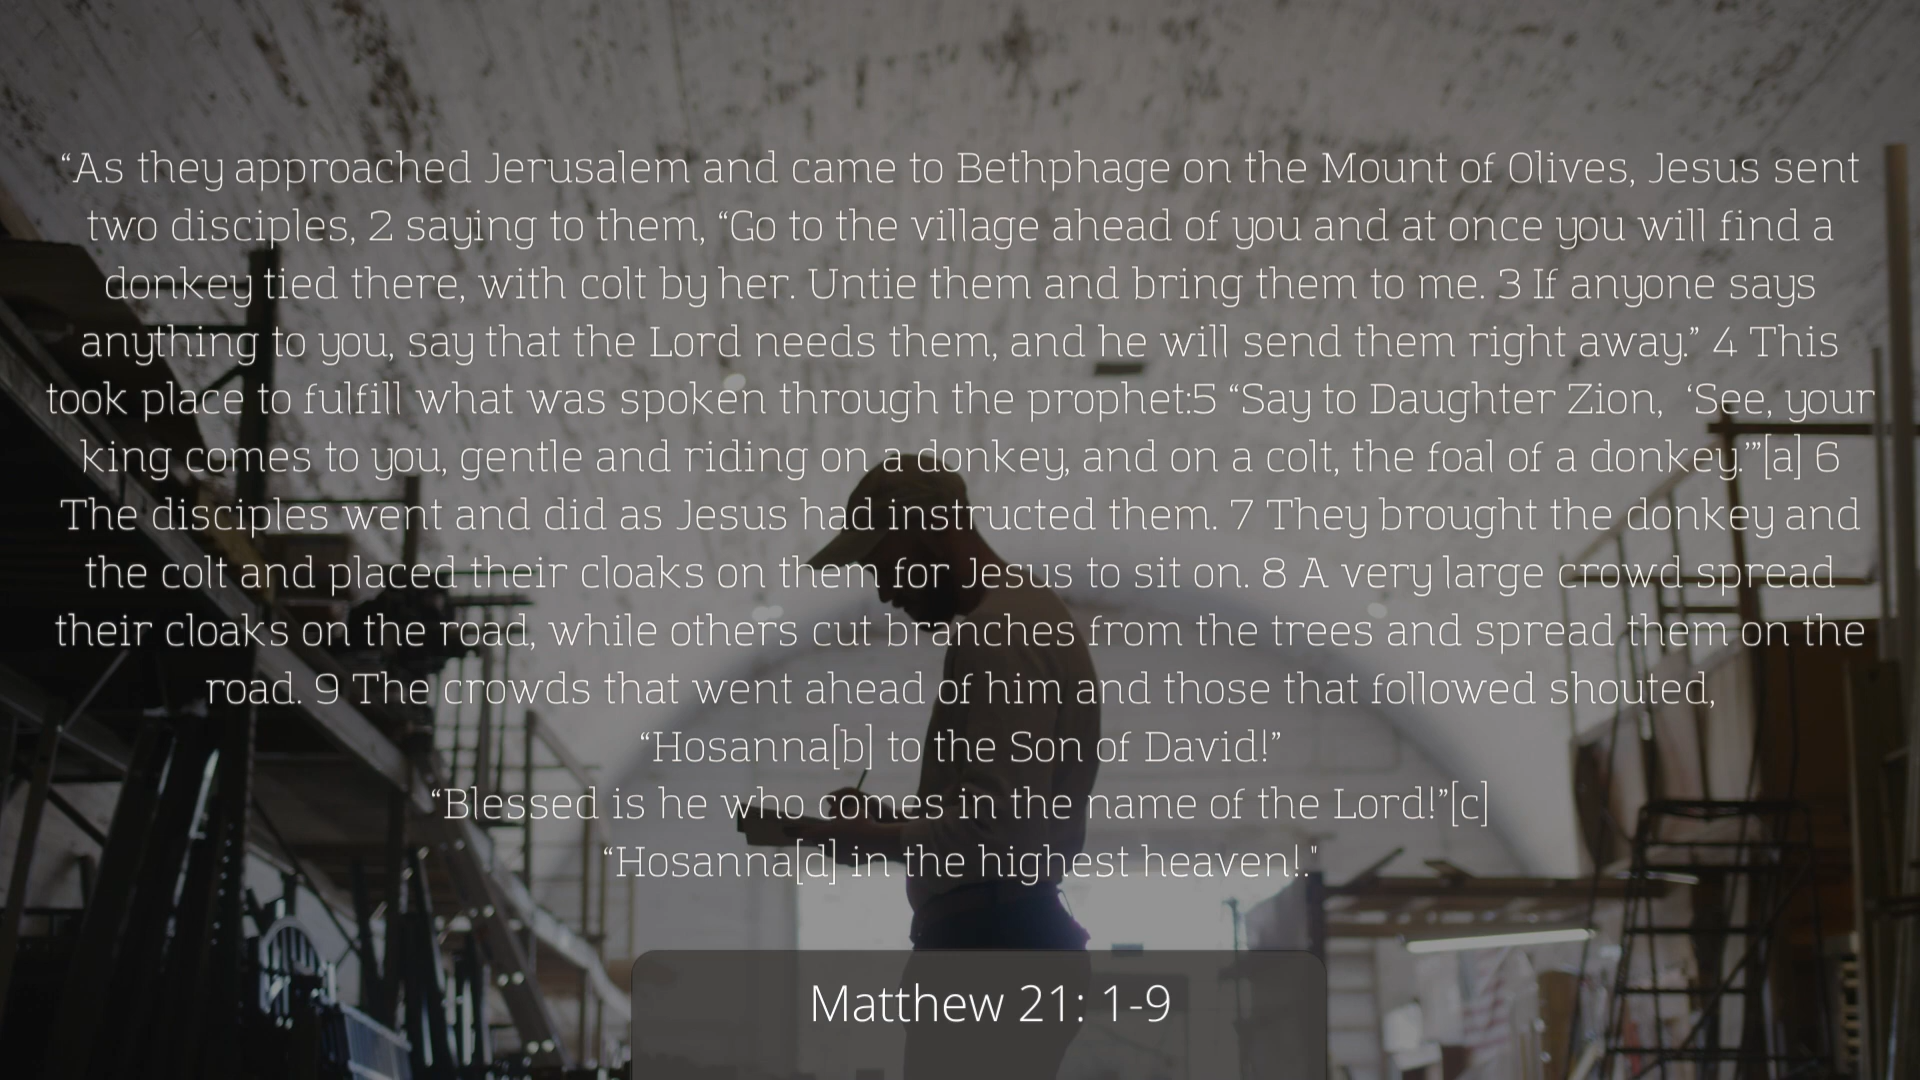 “As they approached Jerusalem and came to Bethphage on the Mount of Olives, Jesus sent
two disciples, 2 saying to them, “Go to the village ahead of you and at once you will find a
donkey tied there, with colt by her. Untie them and bring them to me. 3 If anyone says
anything to you, say that the Lord needs them, and he will send them right away.” 4 This
took place to fulfill what was spoken through the prophet:5 “Say to Daughter Zion,  ‘See, your
king comes to you, gentle and riding on a donkey, and on a colt, the foal of a donkey.’”[a] 6
The disciples went and did as Jesus had instructed them. 7 They brought the donkey and
the colt and placed their cloaks on them for Jesus to sit on. 8 A very large crowd spread
their cloaks on the road, while others cut branches from the trees and spread them on the
road. 9 The crowds that went ahead of him and those that followed shouted,
“Hosanna[b] to the Son of David!”
“Blessed is he who comes in the name of the Lord!”[c]
“Hosanna[d] in the highest heaven!."
Matthew 21: 1-9